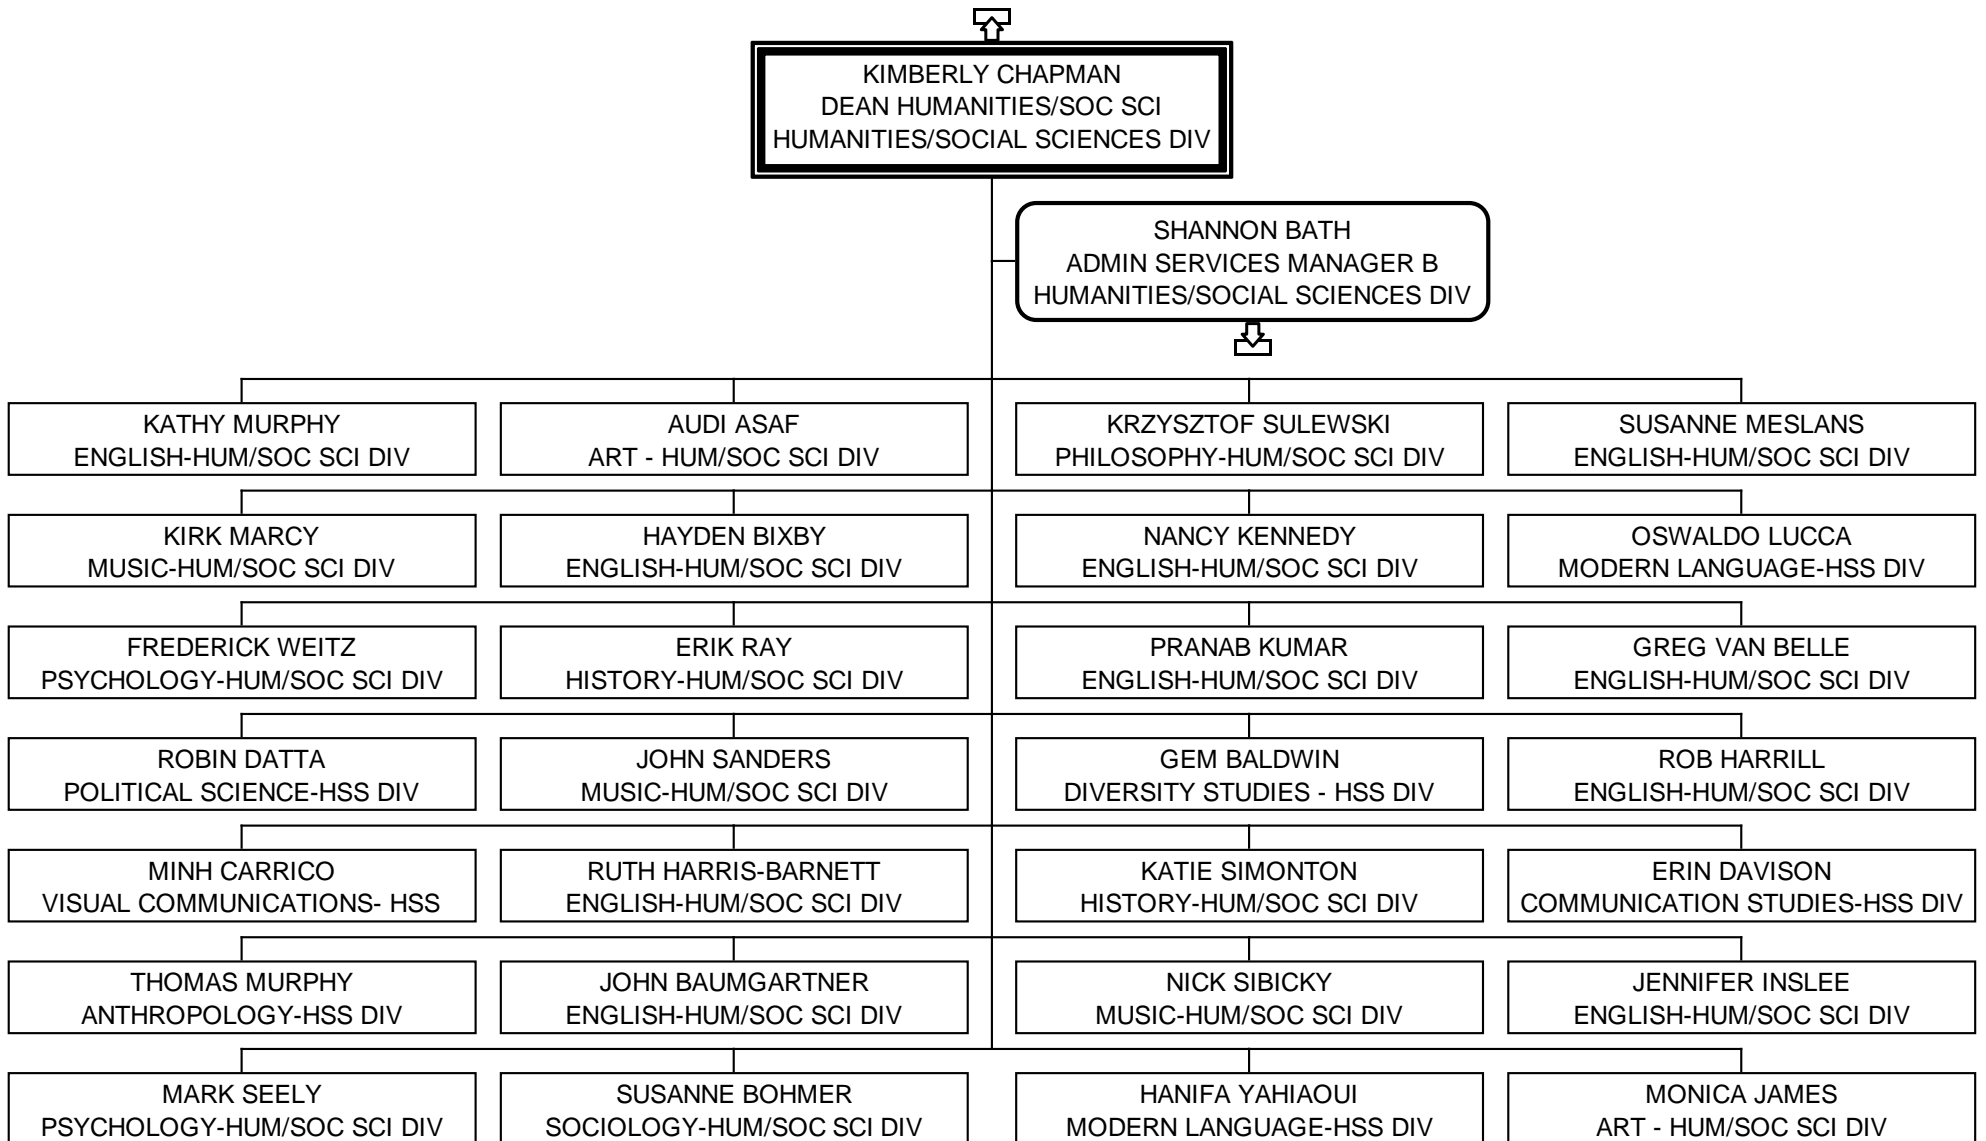 KIMBERLY CHAPMAN
DEAN HUMANITIES/SOC SCI
HUMANITIES/SOCIAL SCIENCES DIV
SHANNON BATH
ADMIN SERVICES MANAGER B
HUMANITIES/SOCIAL SCIENCES DIV
KATHY MURPHY
ENGLISH-HUM/SOC SCI DIV
AUDI ASAF
ART - HUM/SOC SCI DIV
KRZYSZTOF SULEWSKI
PHILOSOPHY-HUM/SOC SCI DIV
SUSANNE MESLANS
ENGLISH-HUM/SOC SCI DIV
KIRK MARCY
MUSIC-HUM/SOC SCI DIV
HAYDEN BIXBY
ENGLISH-HUM/SOC SCI DIV
NANCY KENNEDY
ENGLISH-HUM/SOC SCI DIV
OSWALDO LUCCA
MODERN LANGUAGE-HSS DIV
FREDERICK WEITZ
PSYCHOLOGY-HUM/SOC SCI DIV
ERIK RAY
HISTORY-HUM/SOC SCI DIV
PRANAB KUMAR
ENGLISH-HUM/SOC SCI DIV
GREG VAN BELLE
ENGLISH-HUM/SOC SCI DIV
ROBIN DATTA
POLITICAL SCIENCE-HSS DIV
JOHN SANDERS
MUSIC-HUM/SOC SCI DIV
GEM BALDWIN
DIVERSITY STUDIES - HSS DIV
ROB HARRILL
ENGLISH-HUM/SOC SCI DIV
MINH CARRICO
VISUAL COMMUNICATIONS- HSS
RUTH HARRIS-BARNETT
ENGLISH-HUM/SOC SCI DIV
KATIE SIMONTON
HISTORY-HUM/SOC SCI DIV
ERIN DAVISON
COMMUNICATION STUDIES-HSS DIV
THOMAS MURPHY
ANTHROPOLOGY-HSS DIV
JOHN BAUMGARTNER
ENGLISH-HUM/SOC SCI DIV
NICK SIBICKY
MUSIC-HUM/SOC SCI DIV
JENNIFER INSLEE
ENGLISH-HUM/SOC SCI DIV
MARK SEELY
PSYCHOLOGY-HUM/SOC SCI DIV
SUSANNE BOHMER
SOCIOLOGY-HUM/SOC SCI DIV
HANIFA YAHIAOUI
MODERN LANGUAGE-HSS DIV
MONICA JAMES
ART - HUM/SOC SCI DIV